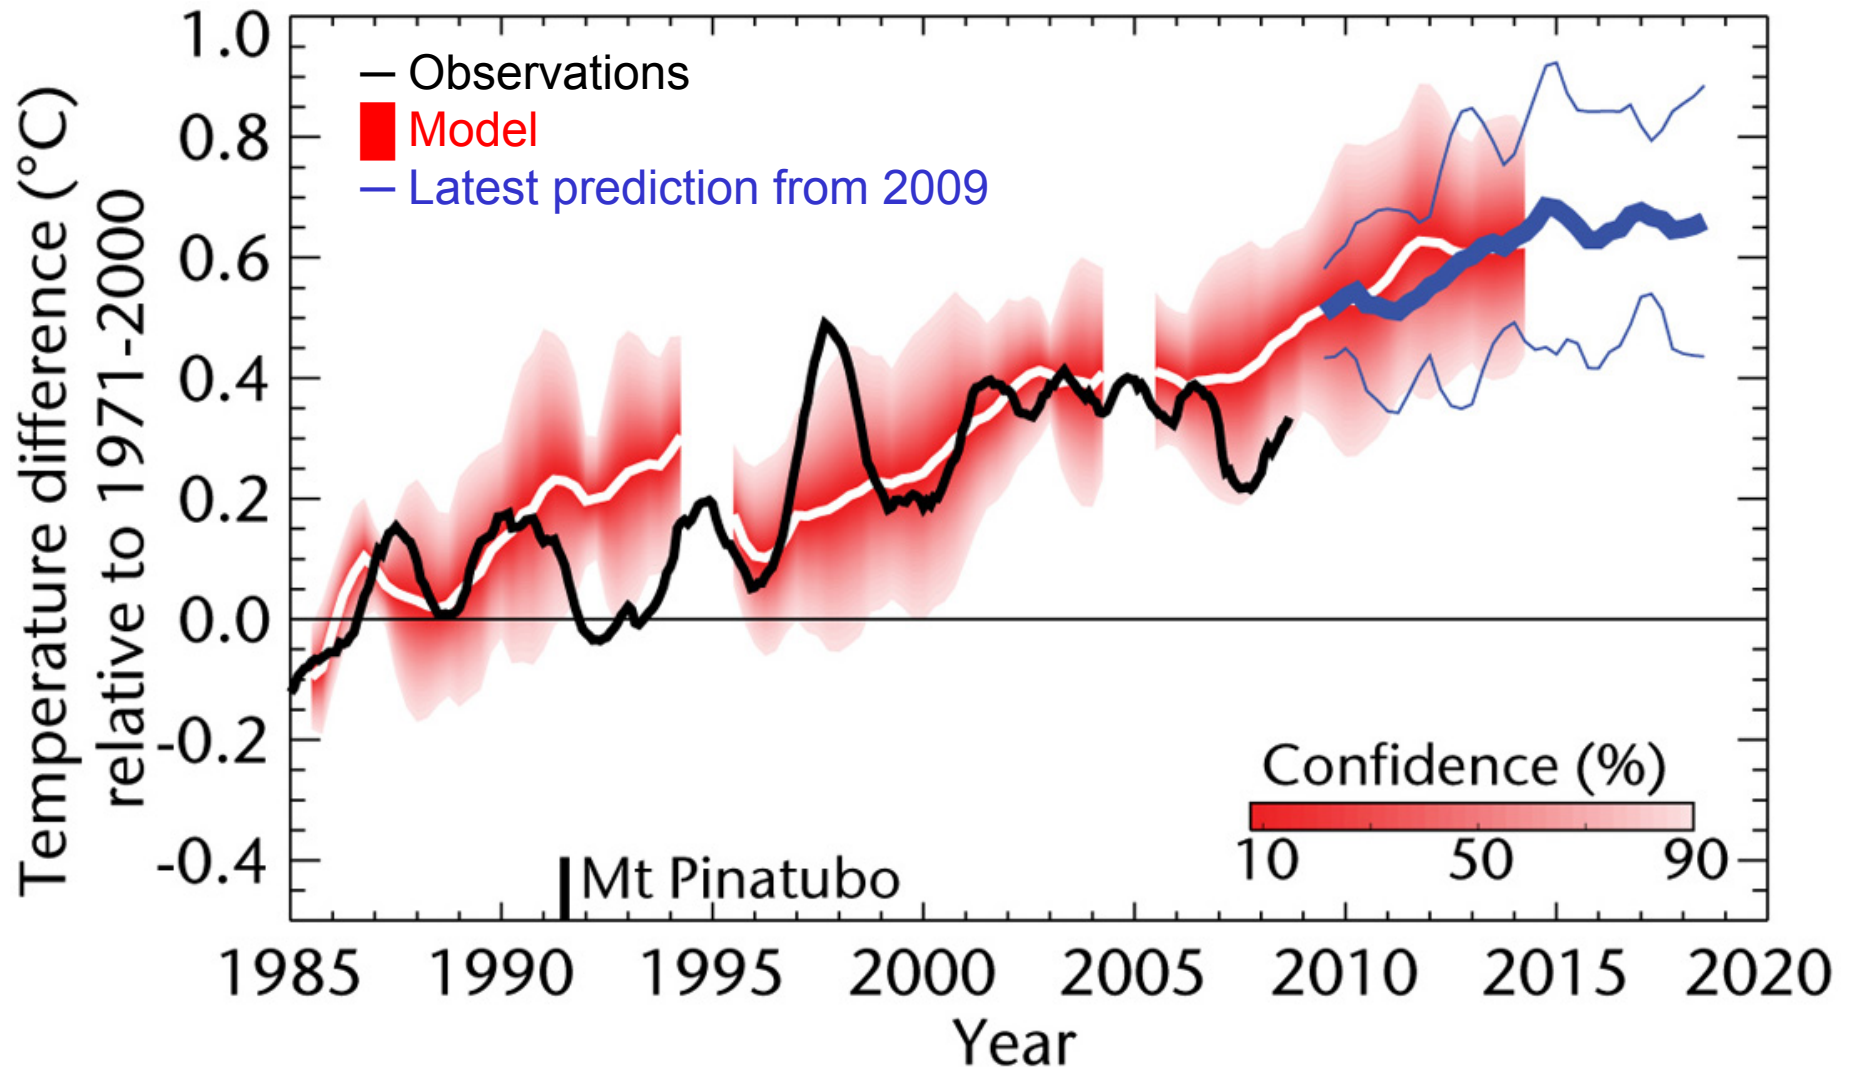 Temperature difference (°C)
relative to 1971-2000
1.0
0.8
0.6
0.4
0.2
0.0
-0.2
-0.4
— Observations
Model
— Latest prediction from 2009
Confidence (%)
10 50 90
Mt Pinatubo
1985 1990 1995 2000 2005 2010 2015 2020
Year